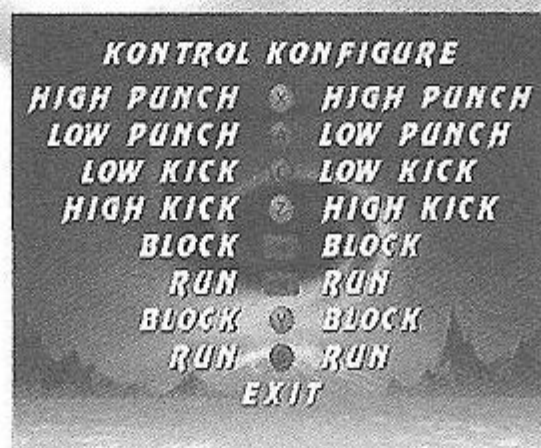 KONTROL KONFIGURE
HIGH PUNCH X HIGH PUNCH
LOW PUNCH LOW PUNCH
LOW KICK LOW KICK
HIGH KICK Z HIGH KICK
BLOCK BLOCK
RUN RUN
BLOCK Y BLOCK
RUN RUN
EXIT